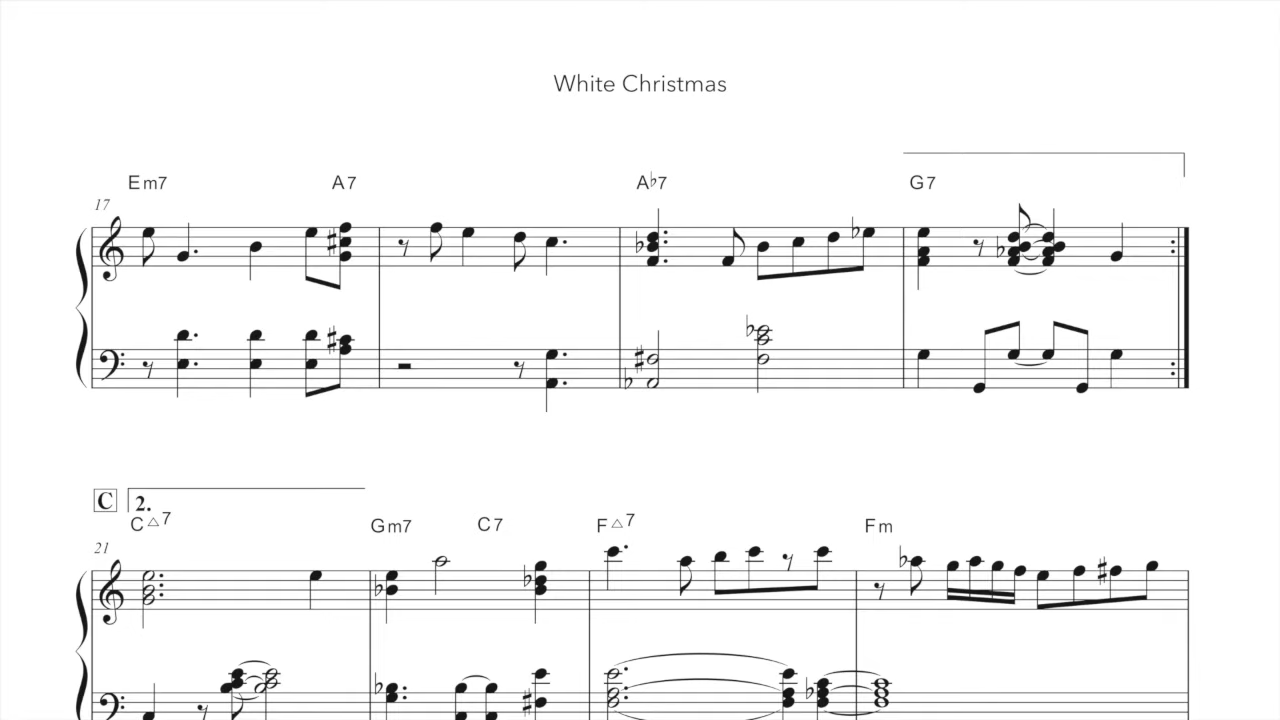 White Christmas
Em7 A7 A♭7 G7
17
C 2.
C△7 Gm7 C7 F△7 Fm
21